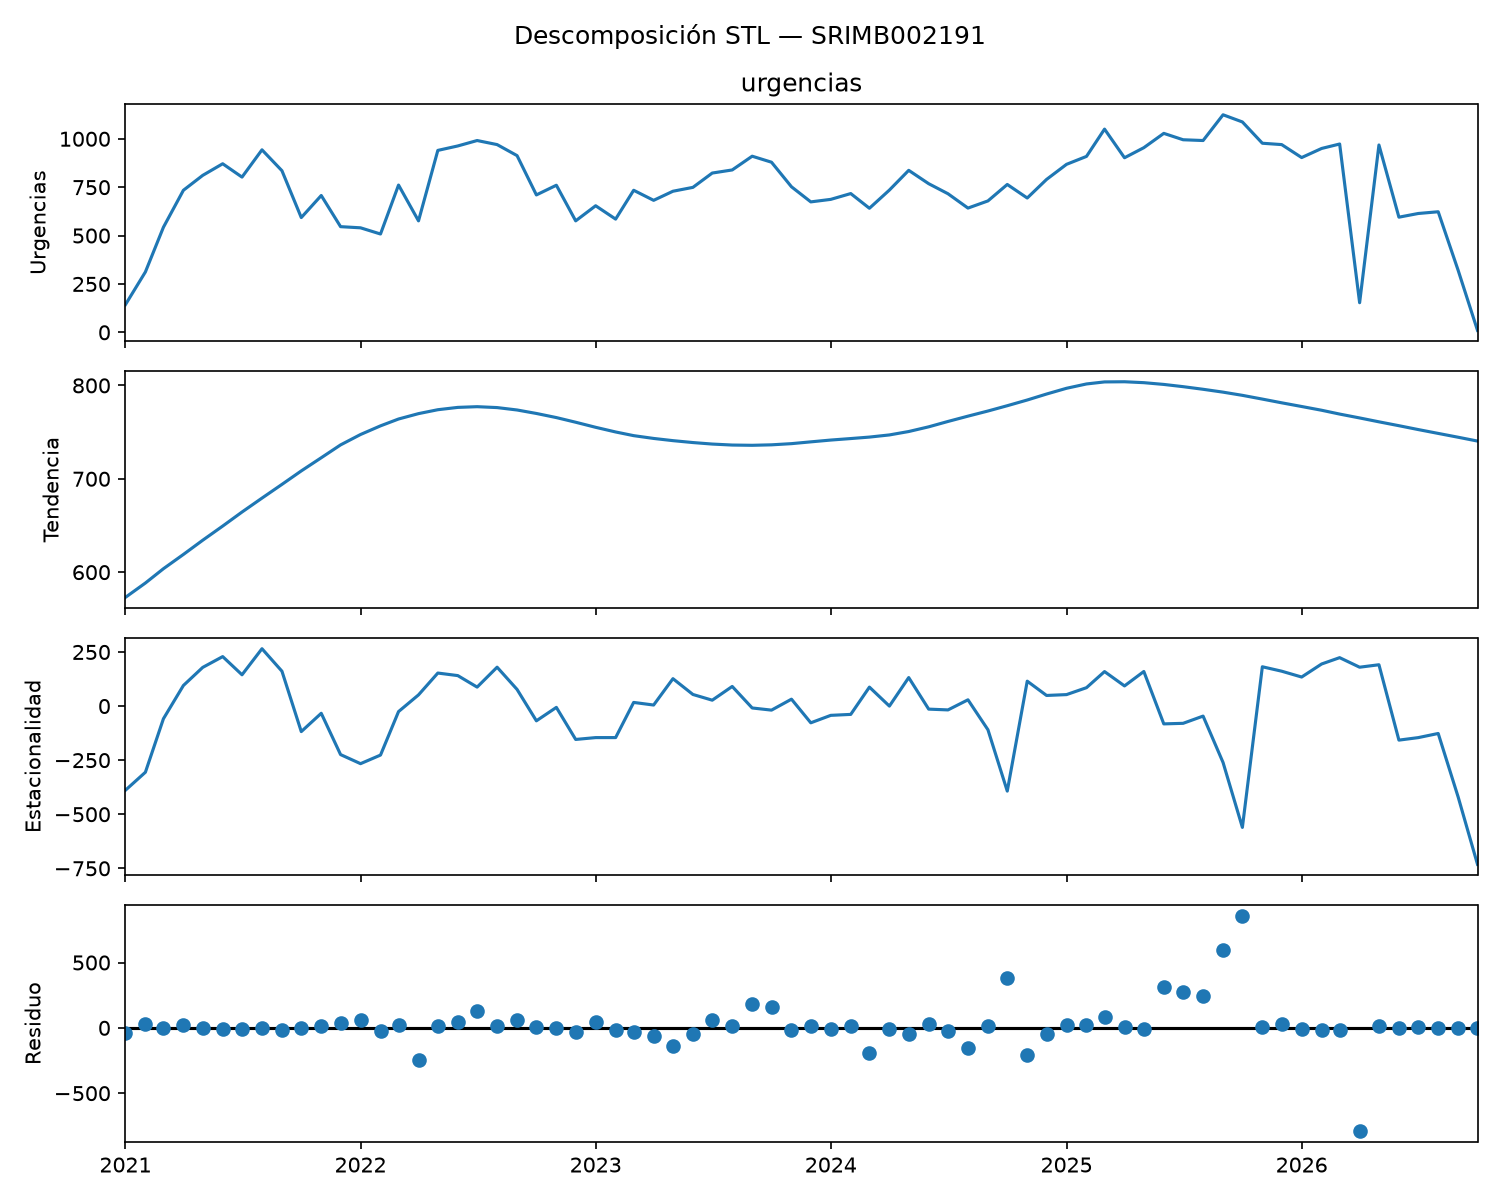 Descomposición STL — SRIMB002191
urgencias
Urgencias
1000
750
500
250
0
Tendencia
800
700
600
Estacionalidad
250
0
−250
−500
−750
Residuo
500
0
−500
2021 2022 2023 2024 2025 2026